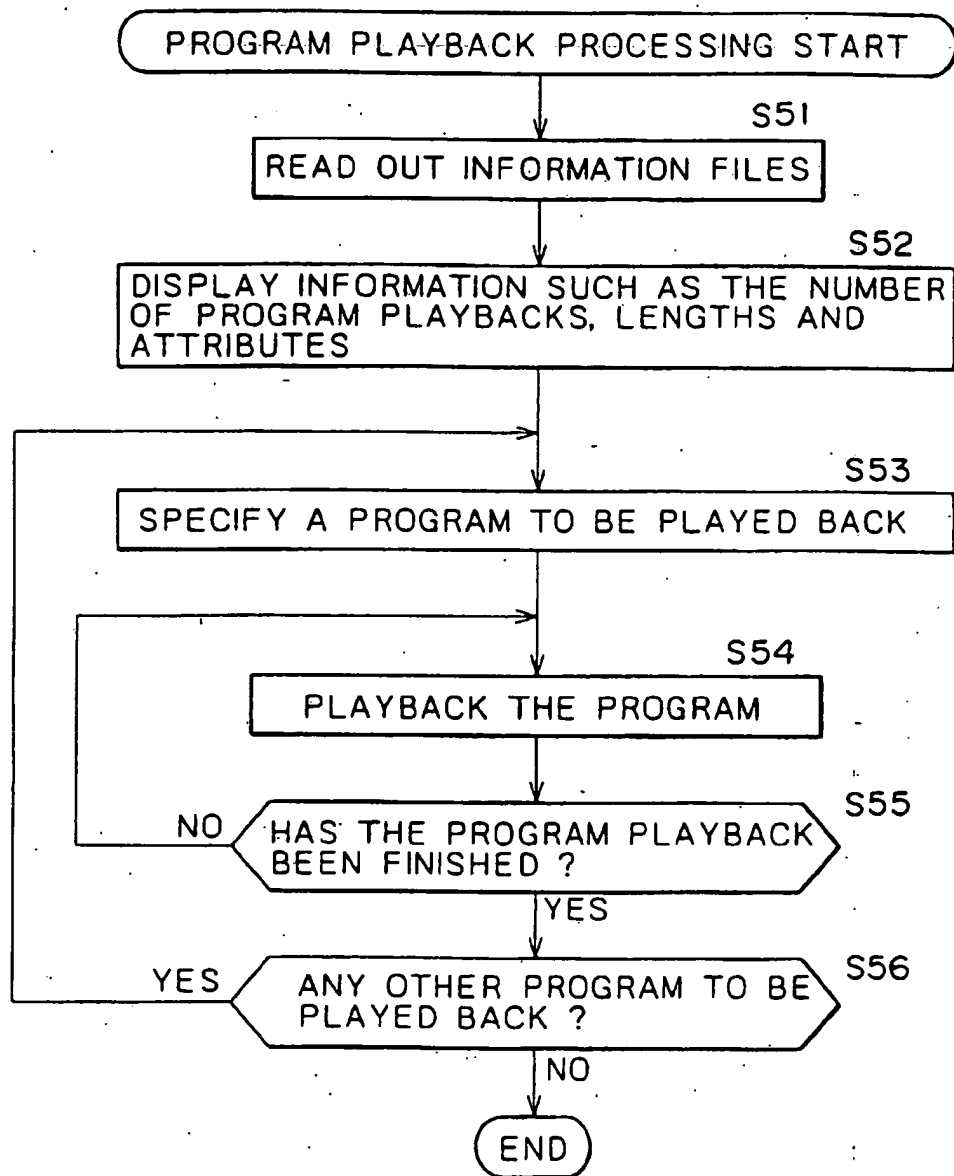 PROGRAM PLAYBACK PROCESSING START
S51
READ OUT INFORMATION FILES
S52
DISPLAY INFORMATION SUCH AS THE NUMBER
OF PROGRAM PLAYBACKS, LENGTHS AND
ATTRIBUTES
S53
SPECIFY A PROGRAM TO BE PLAYED BACK
S54
PLAYBACK THE PROGRAM
S55
NO
HAS THE PROGRAM PLAYBACK
BEEN FINISHED ?
YES
S56
YES
ANY OTHER PROGRAM TO BE
PLAYED BACK ?
NO
END